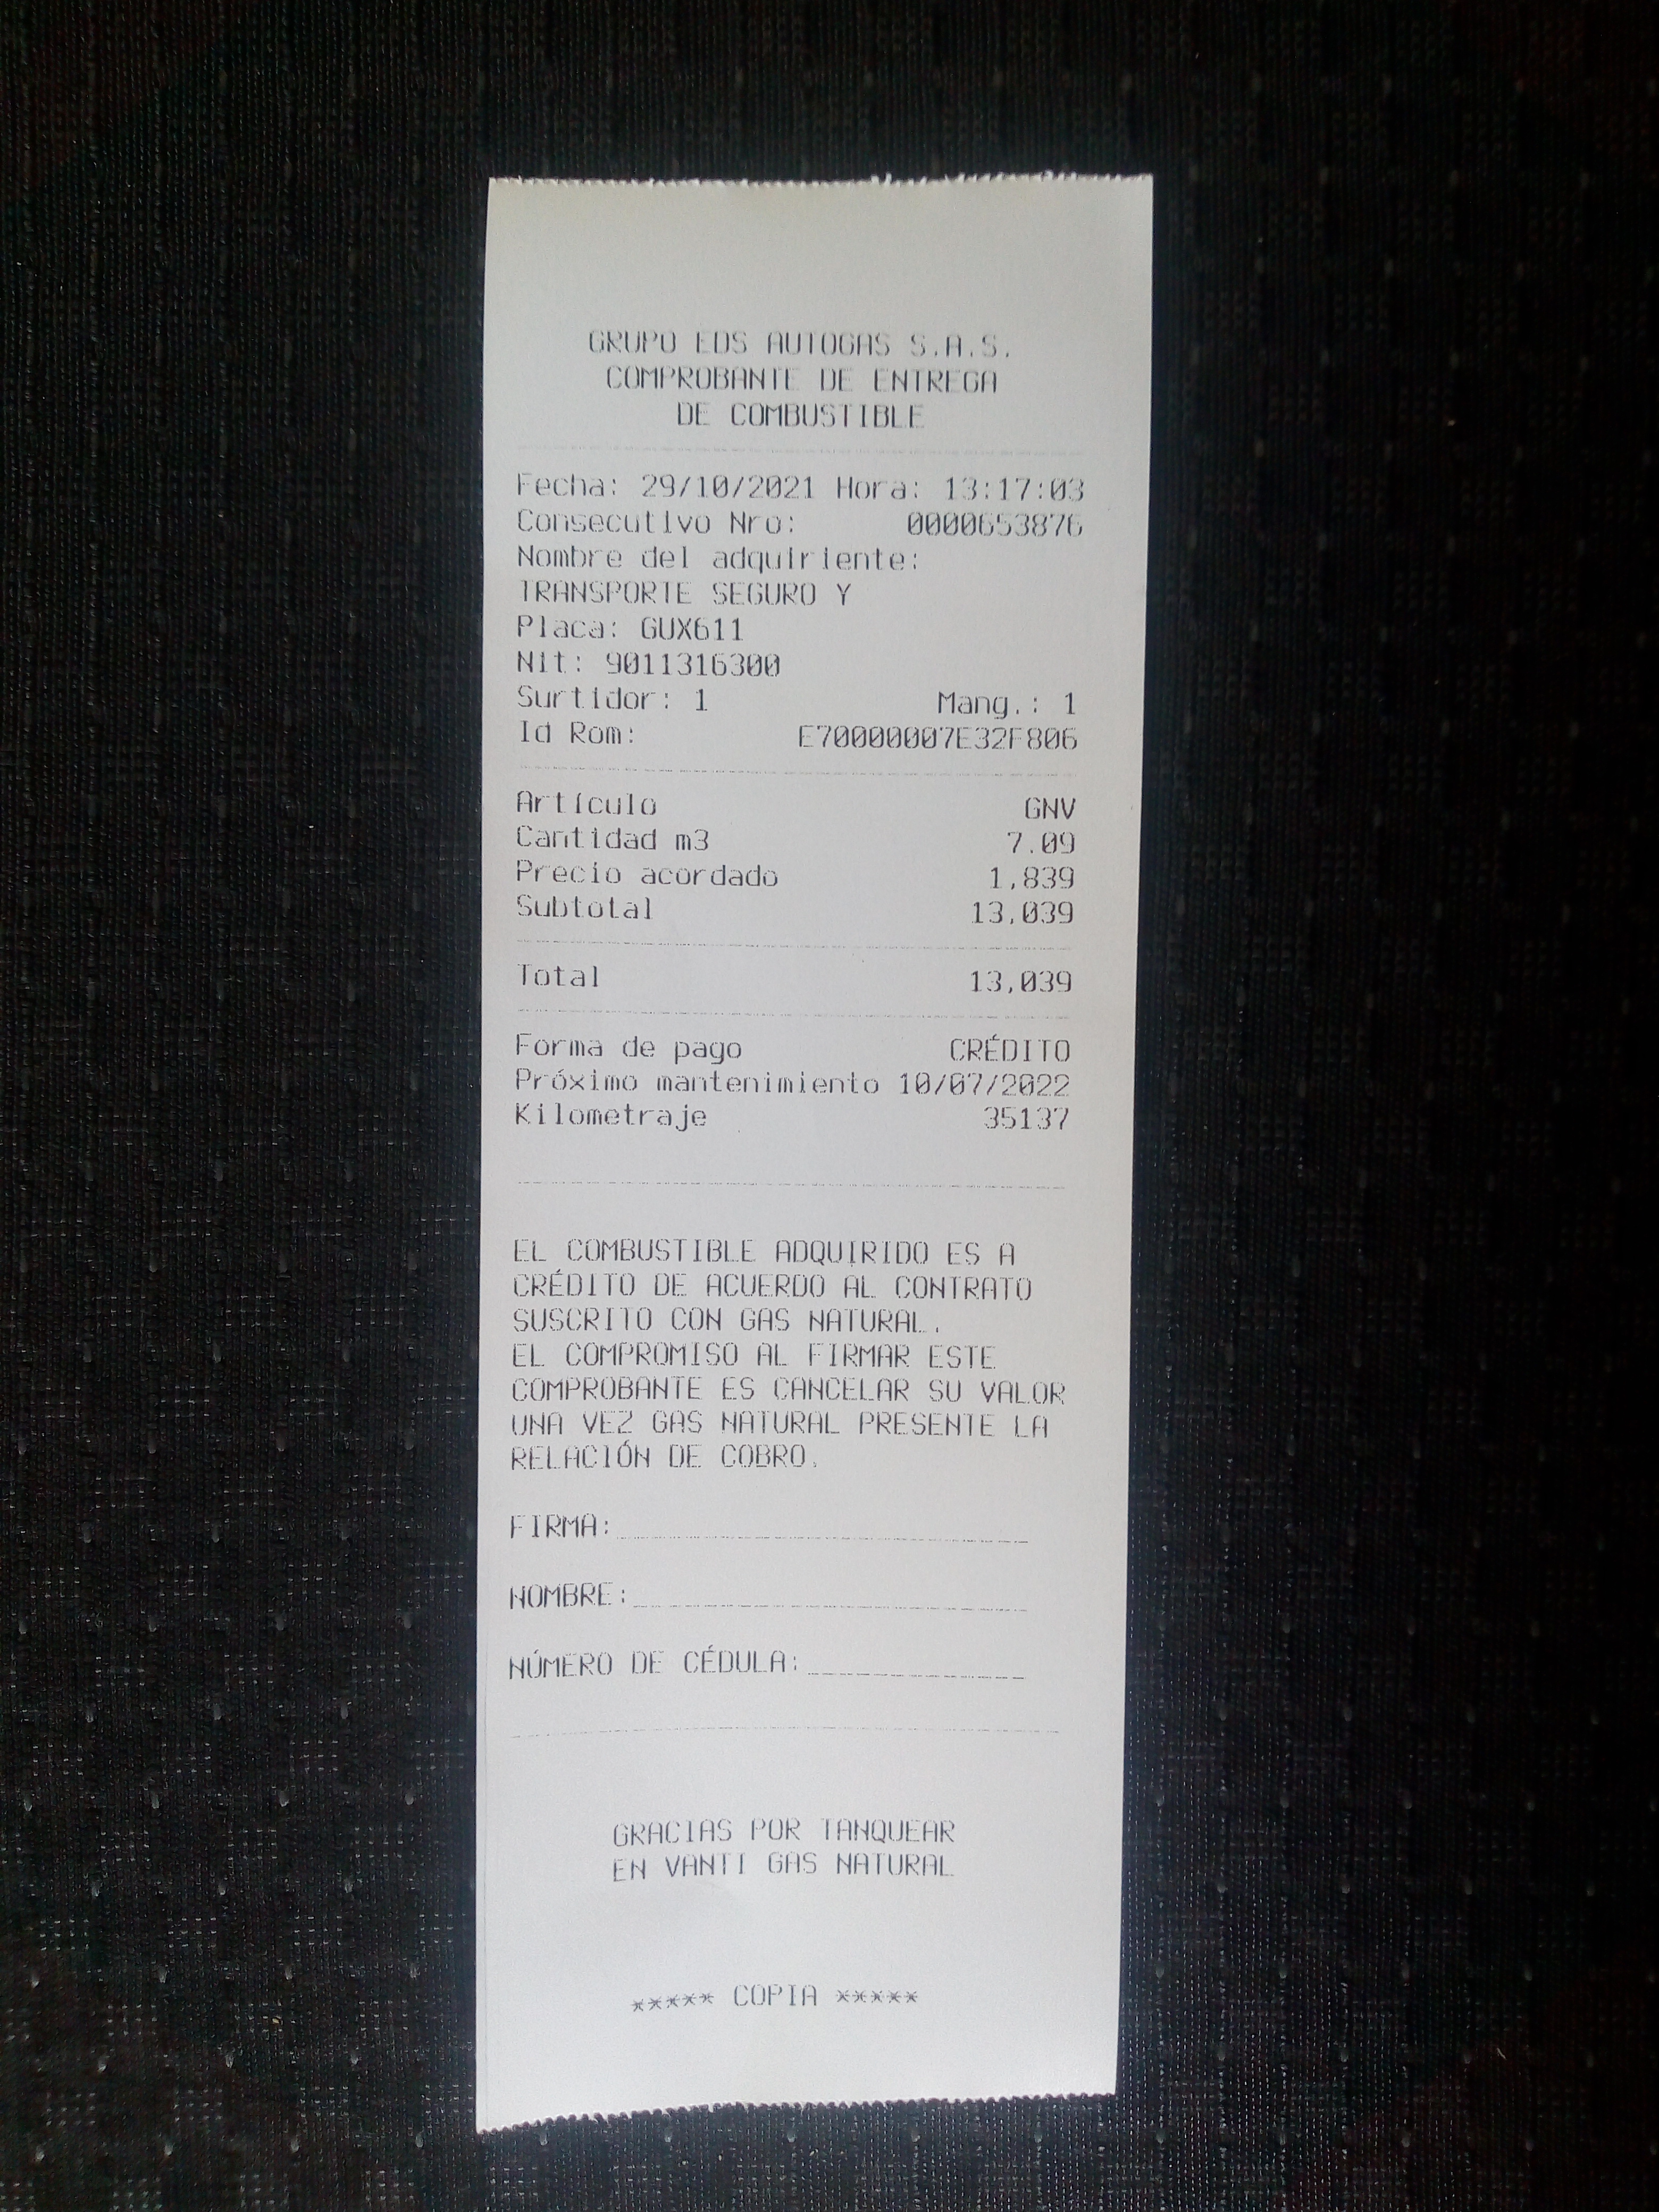 GRUPO EDS AUTOGAS S.A.S.
COMPROBANTE DE ENTREGA
DE COMBUSTIBLE
Fecha: 29/10/2021 Hora: 13:17:03
Consecutivo Nro: 0000653876
Nombre del adquiriente:
TRANSPORTE SEGURO Y
Placa: GUX611
Nit: 9011316300
Surtidor: 1 Mang.: 1
Id Rom: E70000007E32F806
Artículo GNV
Cantidad m3 7.09
Precio acordado 1,839
Subtotal 13,039
Total 13,039
Forma de pago CRÉDITO
Próximo mantenimiento 10/07/2022
Kilometraje 35137
EL COMBUSTIBLE ADQUIRIDO ES A
CRÉDITO DE ACUERDO AL CONTRATO
SUSCRITO CON GAS NATURAL.
EL COMPROMISO AL FIRMAR ESTE
COMPROBANTE ES CANCELAR SU VALOR
UNA VEZ GAS NATURAL PRESENTE LA
RELACIÓN DE COBRO.
FIRMA:
NOMBRE:
NÚMERO DE CÉDULA:
GRACIAS POR TANQUEAR
EN VANTI GAS NATURAL
***** COPIA *****